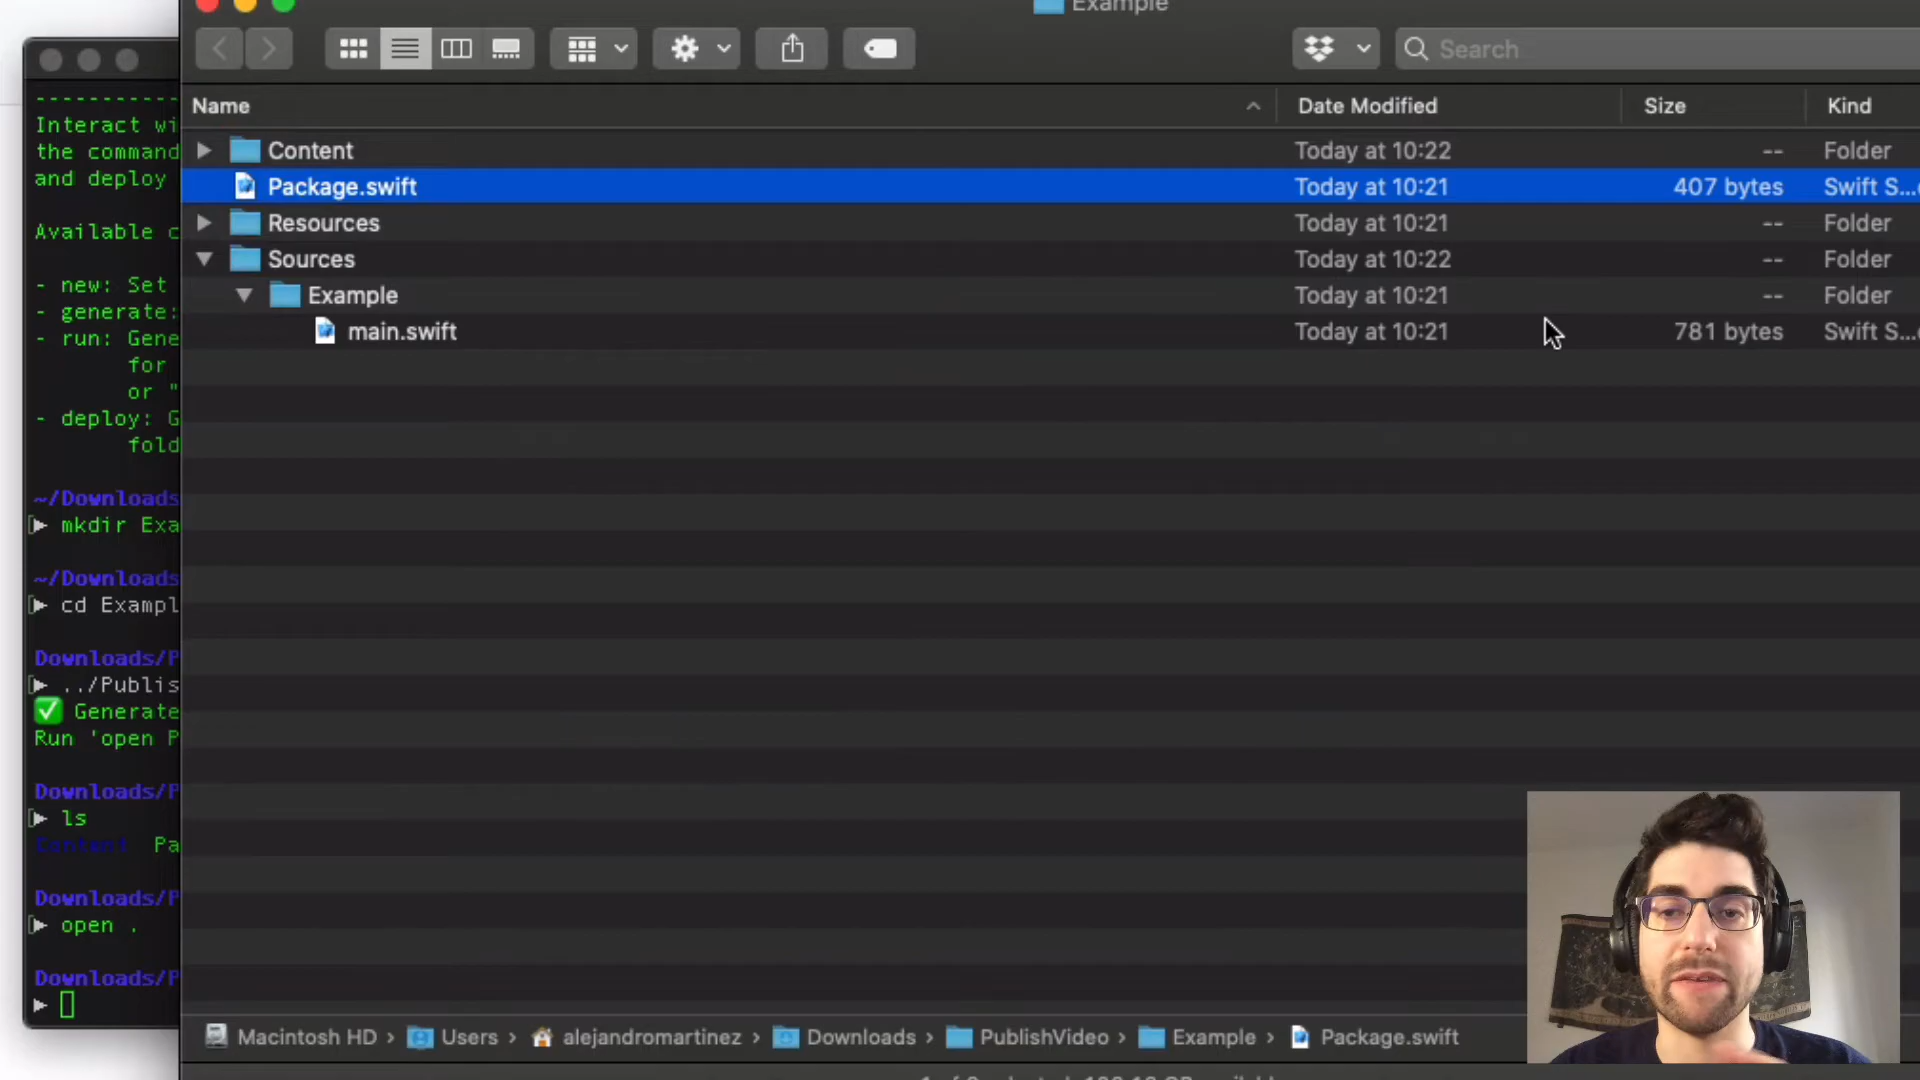 Example
Search
Name
Date Modified
Size
Kind
Content
Today at 10:22
--
Folder
Package.swift
Today at 10:21
407 bytes
Swift S...
Resources
Today at 10:21
--
Folder
Sources
Today at 10:22
--
Folder
Example
Today at 10:21
--
Folder
main.swift
Today at 10:21
781 bytes
Swift S...
Macintosh HD › Users › alejandromartinez › Downloads › PublishVideo › Example › Package.swift
-----------
Interact wi
the command
and deploy
Available c
- new: Set
- generate:
- run: Gene
for
or "
- deploy: G
fold
~/Downloads
mkdir Exa
~/Downloads
cd Exampl
Downloads/P
../Publis
Generate
Run 'open P
Downloads/P
ls
Content Pa
Downloads/P
open .
Downloads/P